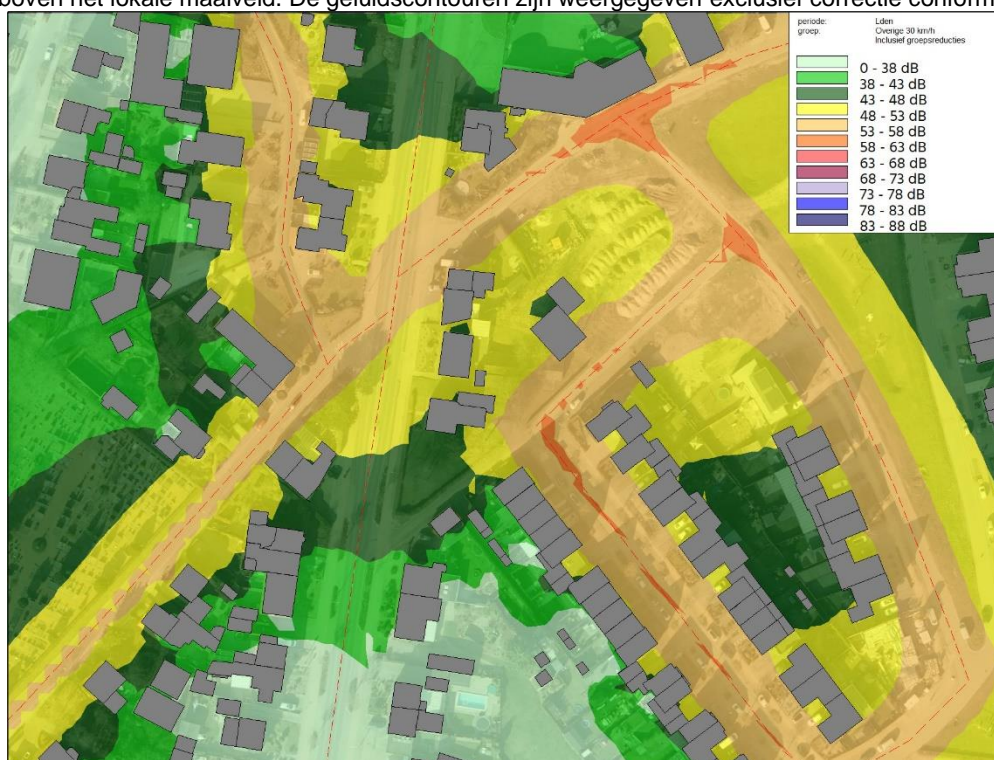 boven het lokale maaiveld. De geluidscontouren zijn weergegeven exclusief correctie conform
periode: Lden
groep: Overige 30 km/h
Inclusief groepsreducties
0 - 38 dB
38 - 43 dB
43 - 48 dB
48 - 53 dB
53 - 58 dB
58 - 63 dB
63 - 68 dB
68 - 73 dB
73 - 78 dB
78 - 83 dB
83 - 88 dB